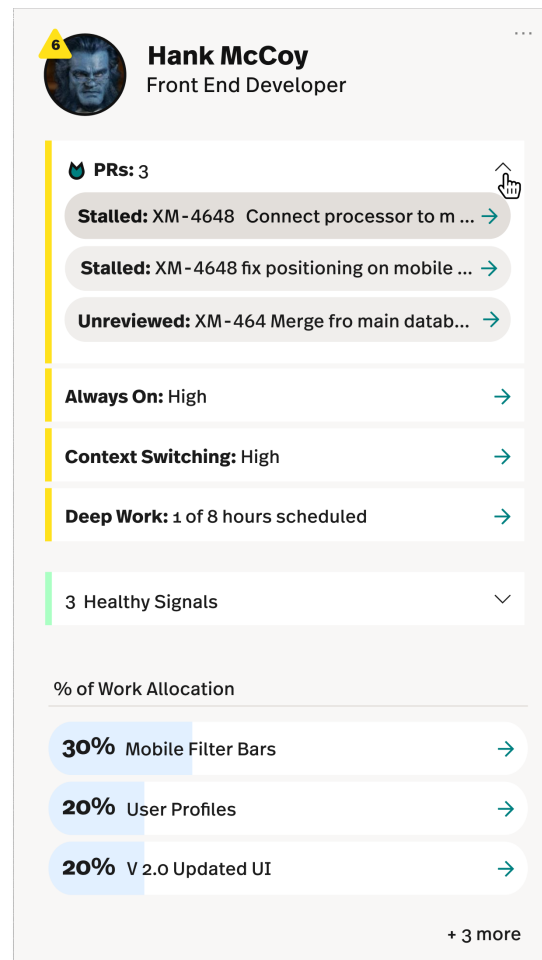 6
Hank McCoy
Front End Developer
PRs: 3
Stalled: XM-4648 Connect processor to m ...
Stalled: XM-4648 fix positioning on mobile ...
Unreviewed: XM-464 Merge fro main datab...
Always On: High
Context Switching: High
Deep Work: 1 of 8 hours scheduled
3 Healthy Signals
% of Work Allocation
30% Mobile Filter Bars
20% User Profiles
20% V 2.0 Updated UI
+ 3 more